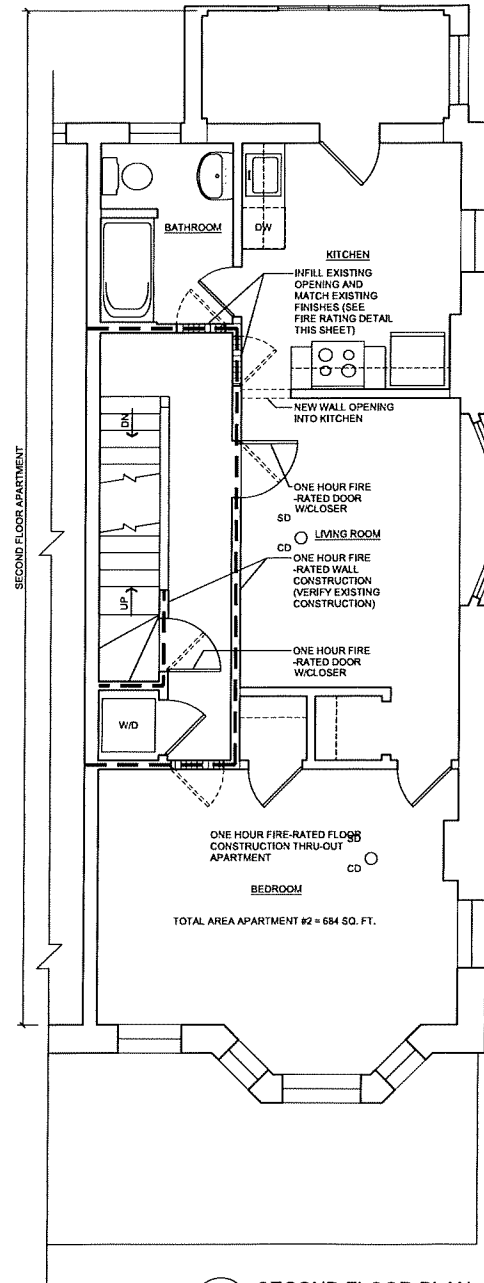 BATHROOM
DW
KITCHEN
INFILL EXISTING
OPENING AND
MATCH EXISTING
FINISHES (SEE
FIRE RATING DETAIL
THIS SHEET)
NEW WALL OPENING
INTO KITCHEN
DN
ONE HOUR FIRE
-RATED DOOR
W/CLOSER
SD
LIVING ROOM
CD
ONE HOUR FIRE
-RATED WALL
CONSTRUCTION
(VERIFY EXISTING
CONSTRUCTION)
SECOND FLOOR APARTMENT
UP
ONE HOUR FIRE
-RATED DOOR
W/CLOSER
W/D
ONE HOUR FIRE-RATED FLOOR
CONSTRUCTION THRU-OUT
APARTMENT
SD
CD
BEDROOM
TOTAL AREA APARTMENT #2 = 684 SQ. FT.
SECOND FLOOR PLAN